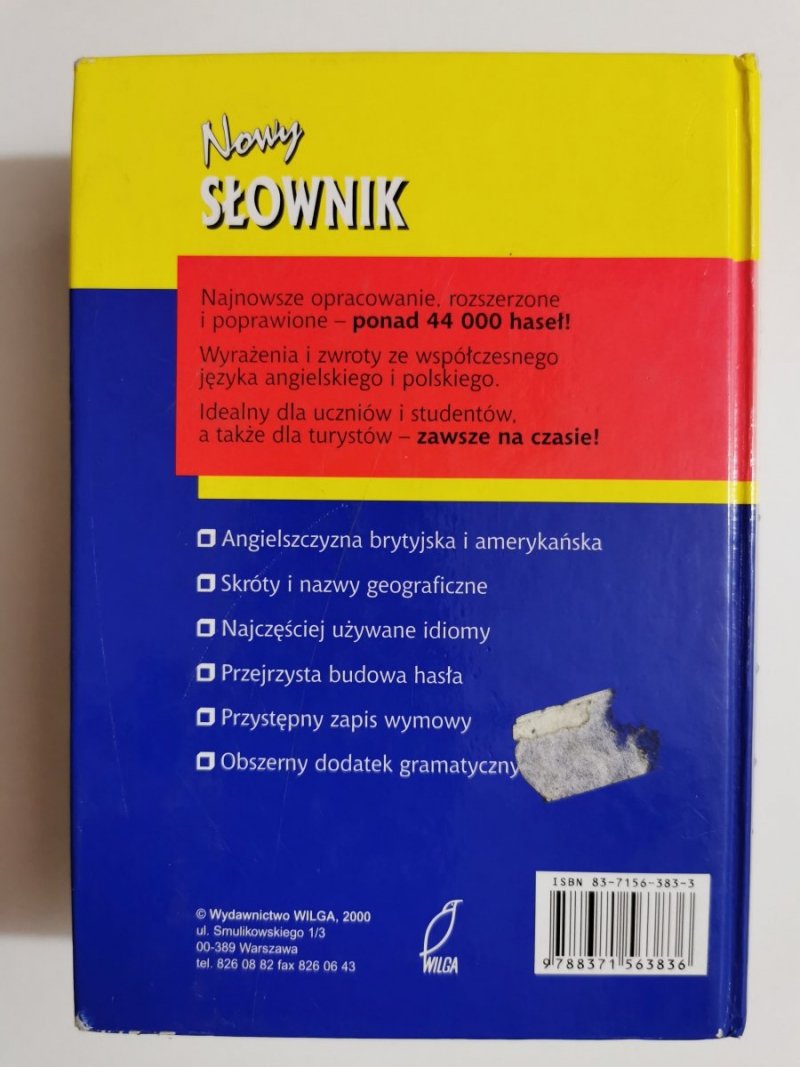 Nowy
SŁOWNIK
Najnowsze opracowanie, rozszerzone
i poprawione – ponad 44 000 haseł!
Wyrażenia i zwroty ze współczesnego
języka angielskiego i polskiego.
Idealny dla uczniów i studentów,
a także dla turystów – zawsze na czasie!
Angielszczyzna brytyjska i amerykańska
Skróty i nazwy geograficzne
Najczęściej używane idiomy
Przejrzysta budowa hasła
Przystępny zapis wymowy
Obszerny dodatek gramatyczny
© Wydawnictwo WILGA, 2000
ul. Smulikowskiego 1/3
00-389 Warszawa
tel. 826 08 82 fax 826 06 43
WILGA
ISBN 83-7156-383-3
9788371563836